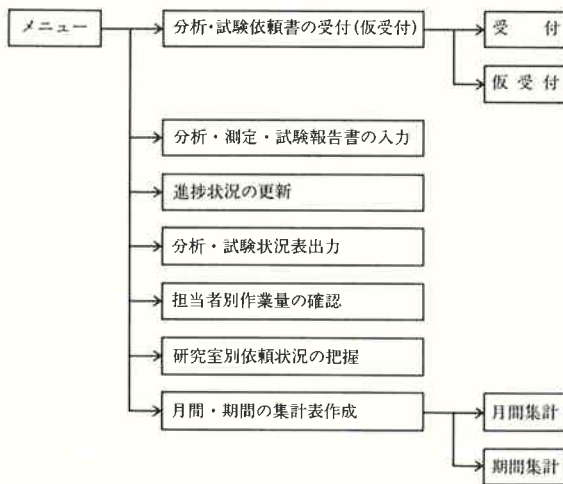 メニュー
分析・試験依頼書の受付(仮受付)
受 付
仮受付
分析・測定・試験報告書の入力
進捗状況の更新
分析・試験状況表出力
担当者別作業量の確認
研究室別依頼状況の把握
月間・期間の集計表作成
月間集計
期間集計